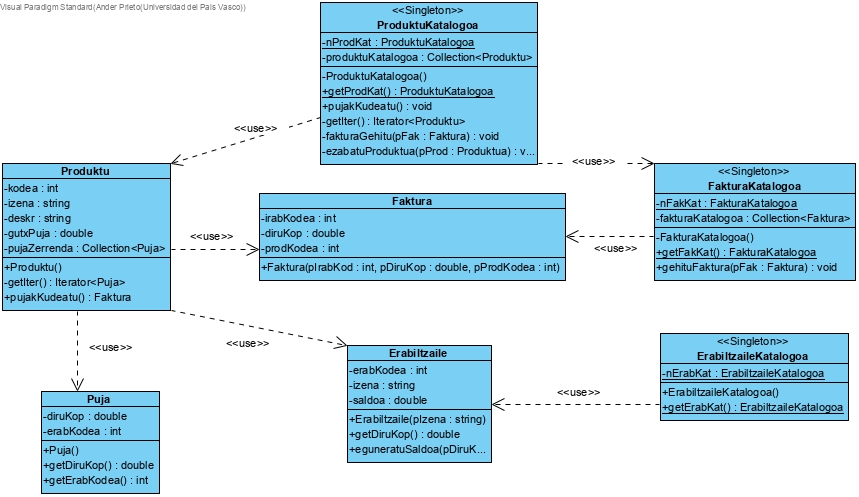 Visual Paradigm Standard(Ander Prieto(Universidad del Pais Vasco))
<<Singleton>>
ProduktuKatalogoa
-nProdKat : ProduktuKatalogoa
-produktuKatalogoa : Collection<Produktu>
-ProduktuKatalogoa()
+getProdKat() : ProduktuKatalogoa
+pujakKudeatu() : void
-getIter() : Iterator<Produktu>
-fakturaGehitu(pFak : Faktura) : void
-ezabatuProduktua(pProd : Produktua) : v...
<<use>>
<<use>>
Produktu
-kodea : int
-izena : string
-deskr : string
-gutxPuja : double
-pujaZerrenda : Collection<Puja>
+Produktu()
-getIter() : Iterator<Puja>
+pujakKudeatu() : Faktura
<<use>>
Faktura
-irabKodea : int
-diruKop : double
-prodKodea : int
+Faktura(pIrabKod : int, pDiruKop : double, pProdKodea : int)
<<use>>
<<Singleton>>
FakturaKatalogoa
-nFakKat : FakturaKatalogoa
-fakturaKatalogoa : Collection<Faktura>
-FakturaKatalogoa()
+getFakKat() : FakturaKatalogoa
+gehituFaktura(pFak : Faktura) : void
<<use>>
<<use>>
Puja
-diruKop : double
-erabKodea : int
+Puja()
+getDiruKop() : double
+getErabKodea() : int
Erabiltzaile
-erabKodea : int
-izena : string
-saldoa : double
+Erabiltzaile(pIzena : string)
+getDiruKop() : double
+eguneratuSaldoa(pDiruK...
<<use>>
<<Singleton>>
ErabiltzaileKatalogoa
-nErabKat : ErabiltzaileKatalogoa
+ErabiltzaileKatalogoa()
+getErabKat() : ErabiltzaileKatalogoa